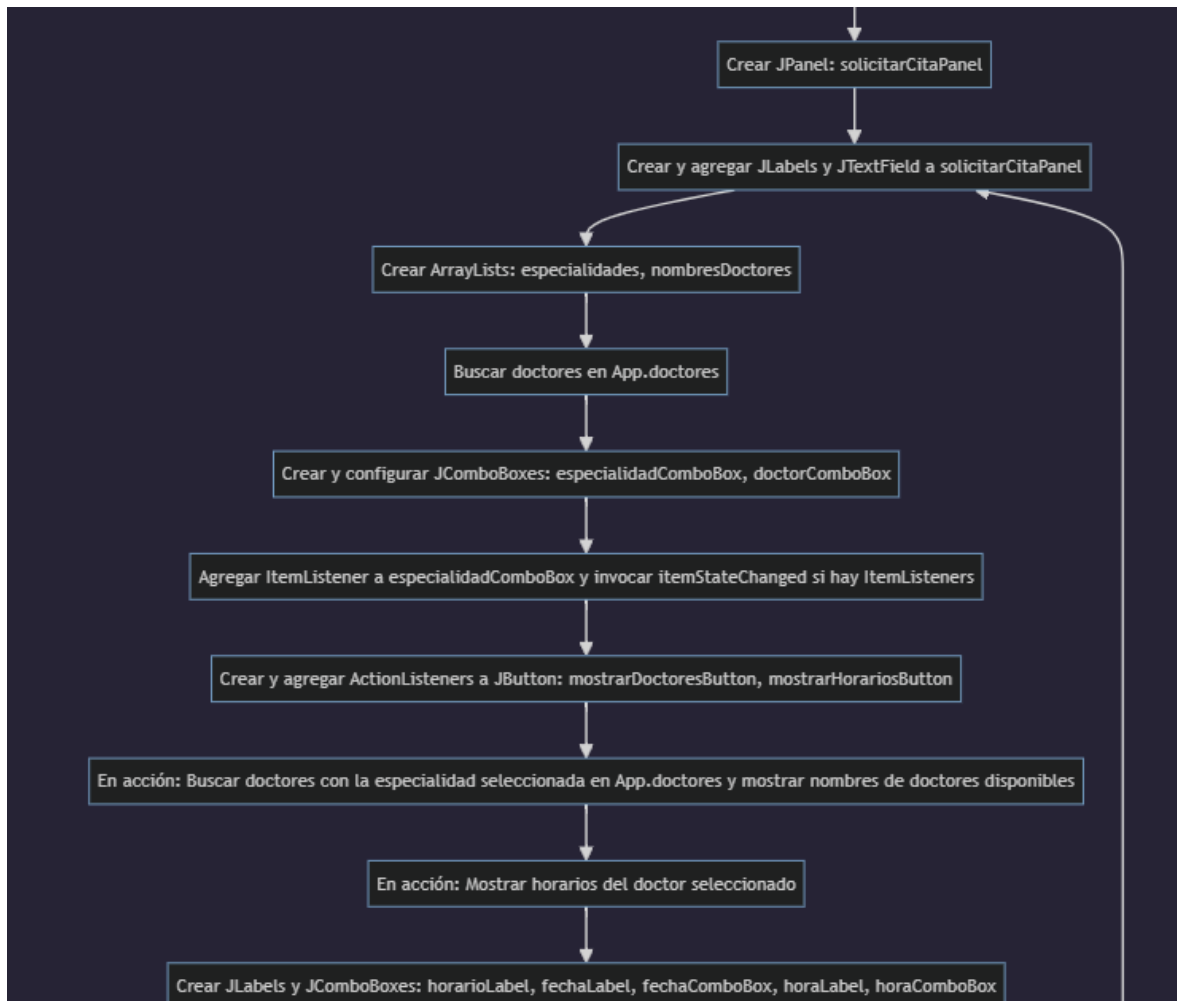 Crear JPanel: solicitarCitaPanel
Crear y agregar JLabels y JTextField a solicitarCitaPanel
Crear ArrayLists: especialidades, nombresDoctores
Buscar doctores en App.doctores
Crear y configurar JComboBoxes: especialidadComboBox, doctorComboBox
Agregar ItemListener a especialidadComboBox y invocar itemStateChanged si hay ItemListeners
Crear y agregar ActionListeners a JButton: mostrarDoctoresButton, mostrarHorariosButton
En acción: Buscar doctores con la especialidad seleccionada en App.doctores y mostrar nombres de doctores disponibles
En acción: Mostrar horarios del doctor seleccionado
Crear JLabels y JComboBoxes: horarioLabel, fechaLabel, fechaComboBox, horaLabel, horaComboBox